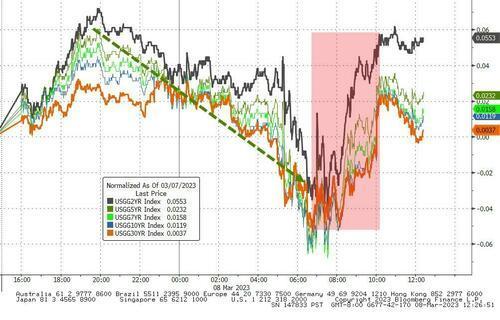 0.06
0.0553
0.04
0.0232
0.02
0.0158
0.0119
0.0037
-0.02
-0.04
-0.06
Normalized As Of 03/07/2023
Last Price
USGG2YR Index 0.0553
USGG5YR Index 0.0232
USGG7YR Index 0.0158
USGG10YR Index 0.0119
USGG30YR Index 0.0037
16:00 18:00 20:00 22:00 00:00 02:00 04:00 06:00 08:00 10:00 12:00
08 Mar 2023
Australia 61 2 9777 8600 Brazil 5511 2395 9000 Europe 44 20 7330 7500 Germany 49 69 9204 1210 Hong Kong 852 2977 6000
Japan 81 3 4565 8900 Singapore 65 6212 1000 U.S. 1 212 318 2000 Copyright 2023 Bloomberg Finance L.P.
SN 147833 PST GMT-8:00 G677-42-170 08-Mar-2023 12:26:51